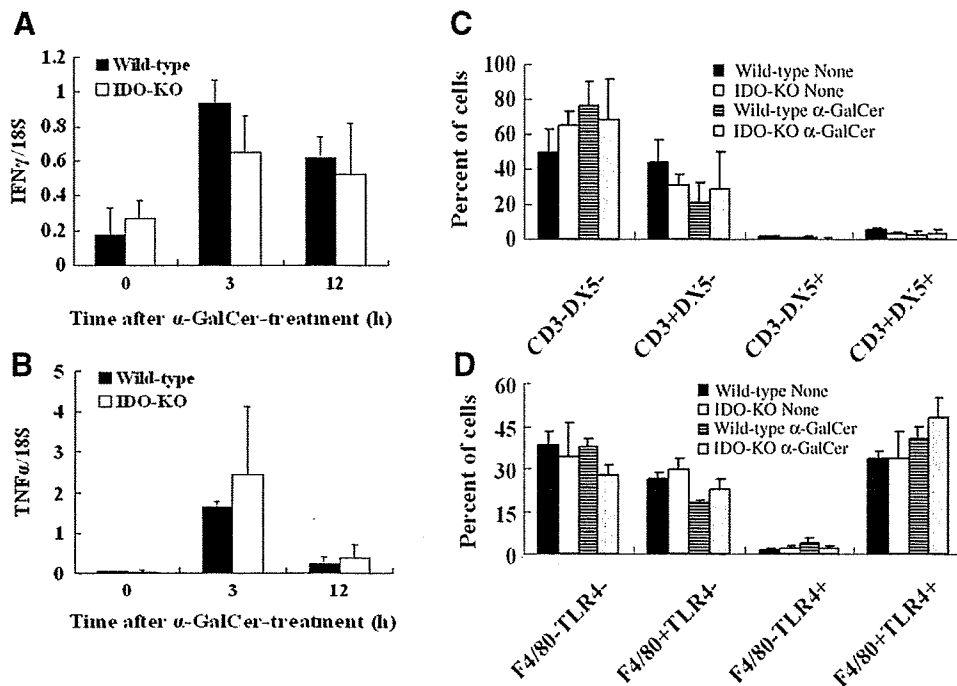 A
1.2
1
0.8
0.6
0.4
0.2
0
IFNγ/18S
Wild-type
IDO-KO
0 3 12
Time after α-GalCer-treatment (h)
B
5
4
3
2
1
0
TNFα/18S
Wild-type
IDO-KO
0 3 12
Time after α-GalCer-treatment (h)
C
100
80
60
40
20
0
Percent of cells
Wild-type None
IDO-KO None
Wild-type α-GalCer
IDO-KO α-GalCer
CD3-DX5-
CD3+DX5-
CD3-DX5+
CD3+DX5+
D
60
45
30
15
0
Percent of cells
Wild-type None
IDO-KO None
Wild-type α-GalCer
IDO-KO α-GalCer
F4/80-TLR4-
F4/80+TLR4-
F4/80-TLR4+
F4/80+TLR4+